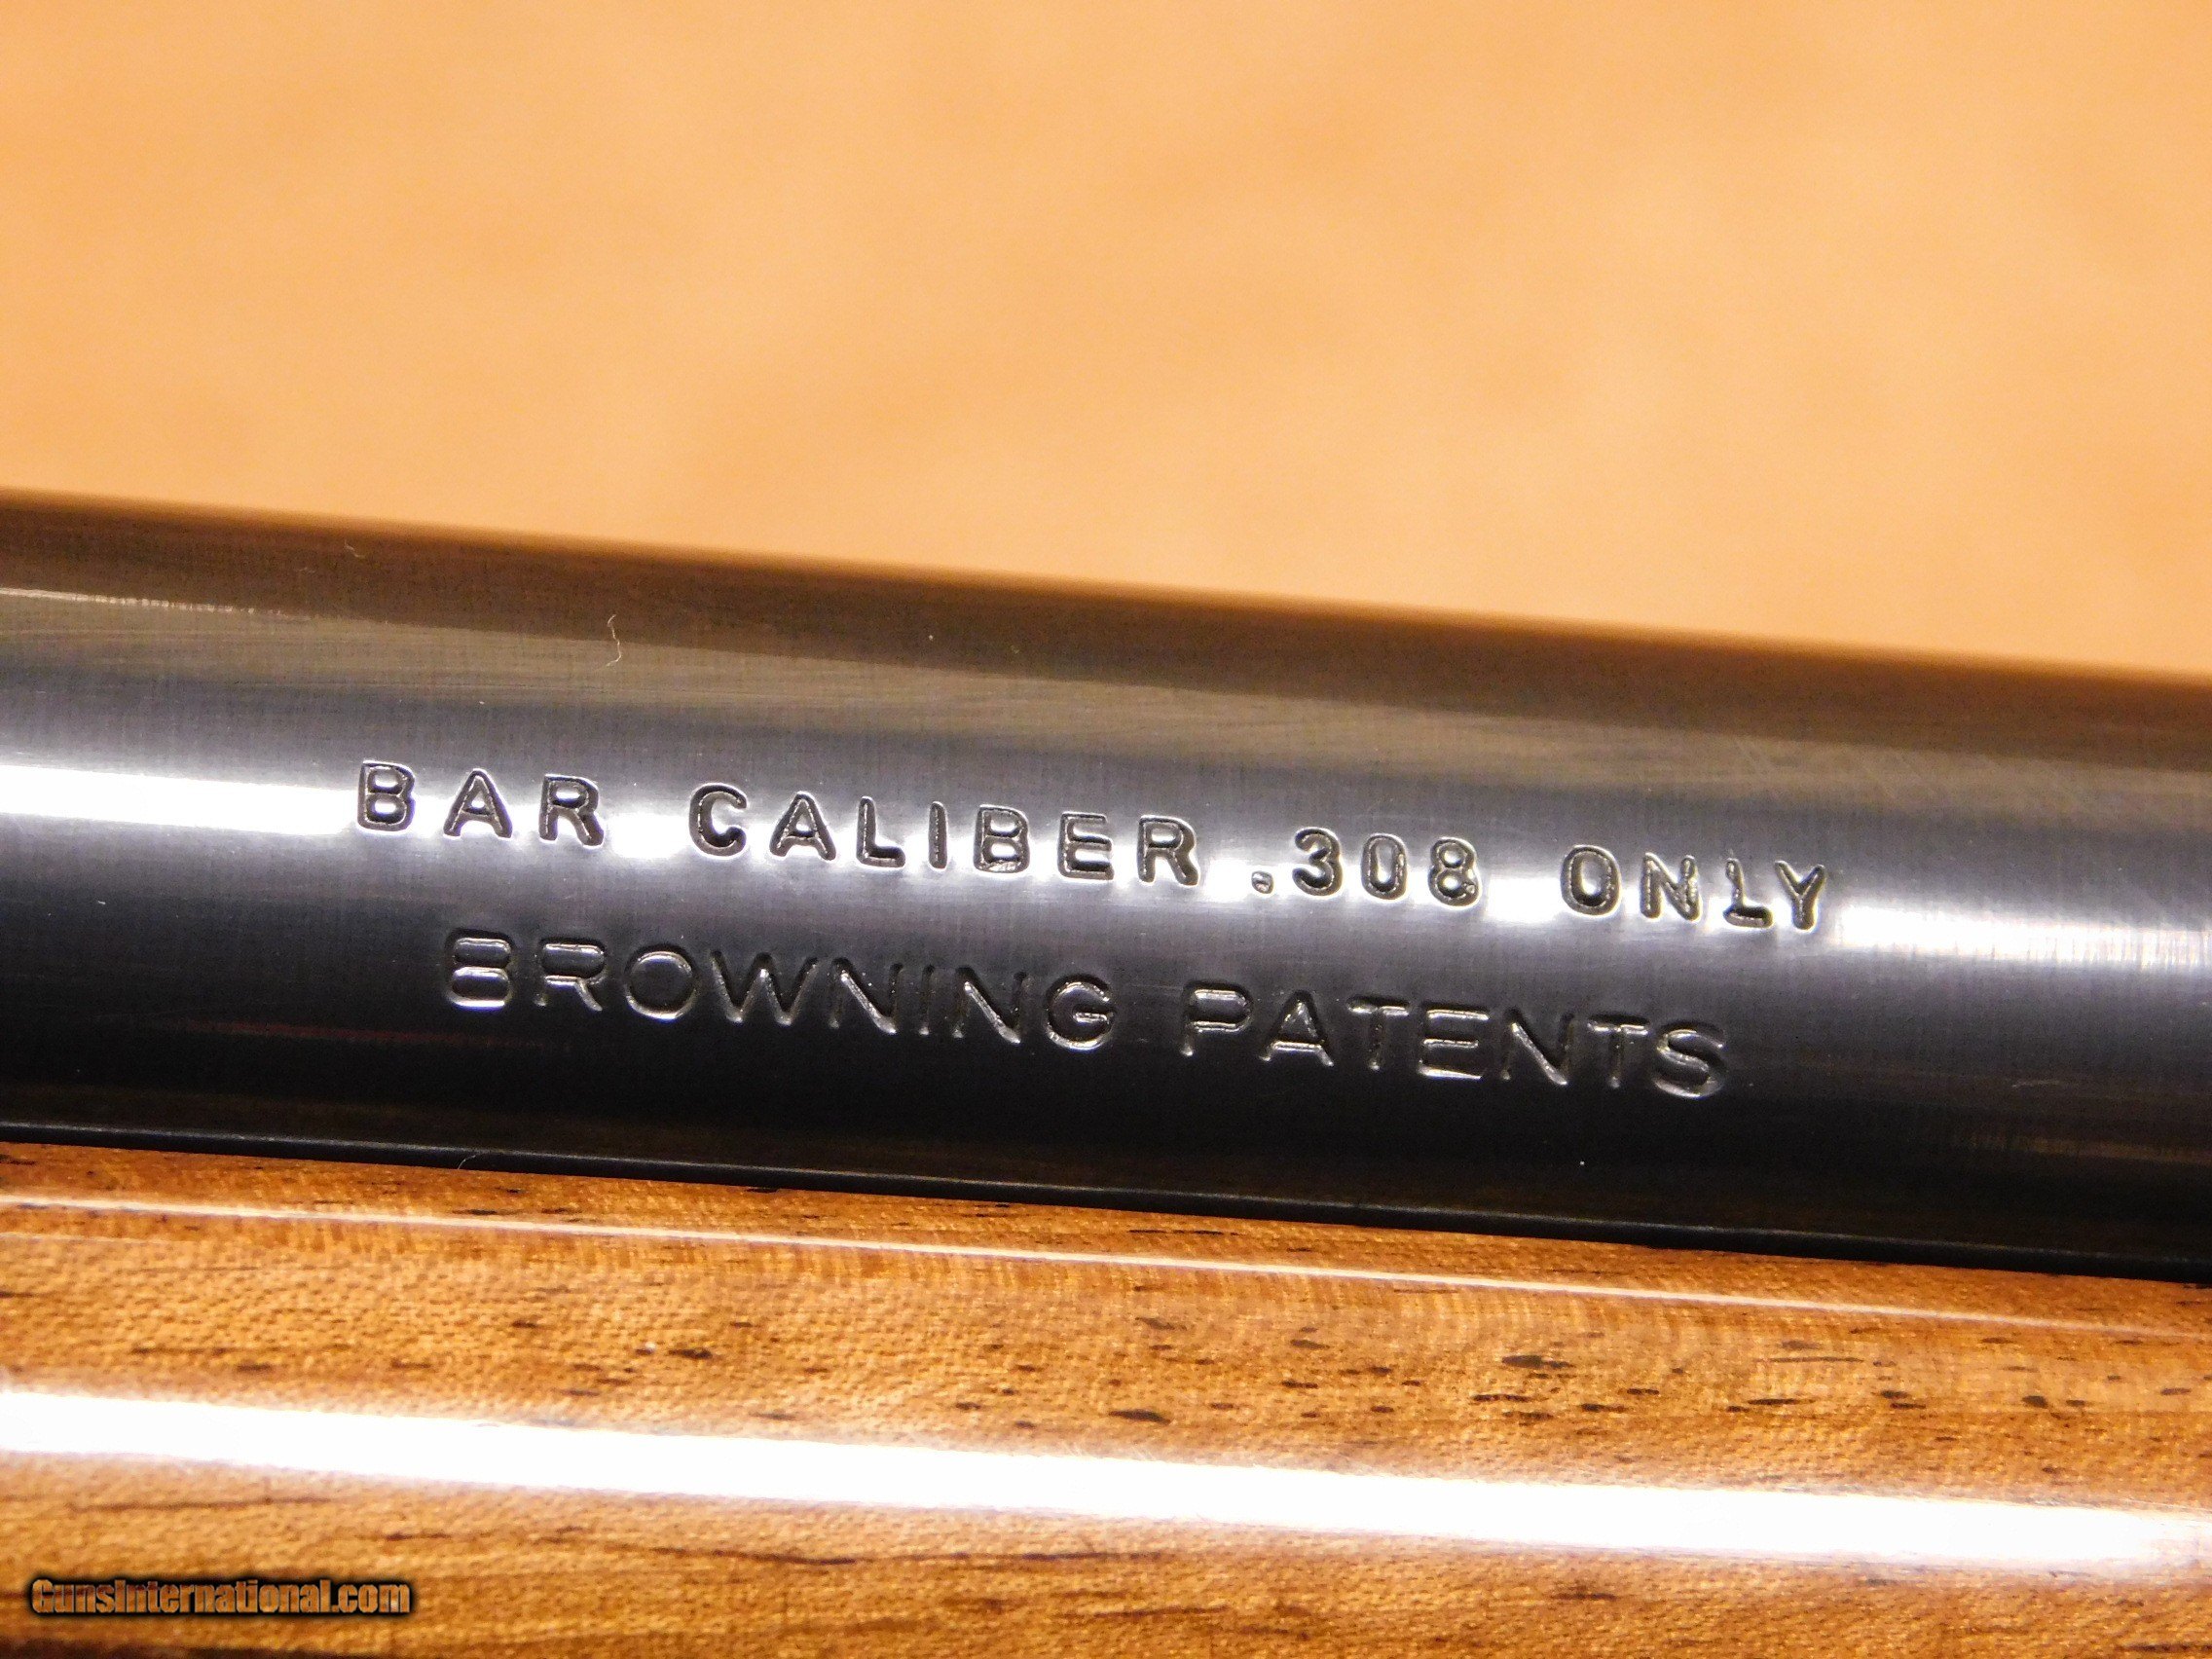 BAR CALIBER .308 ONLY
BROWNING PATENTS
GunsInternational.com